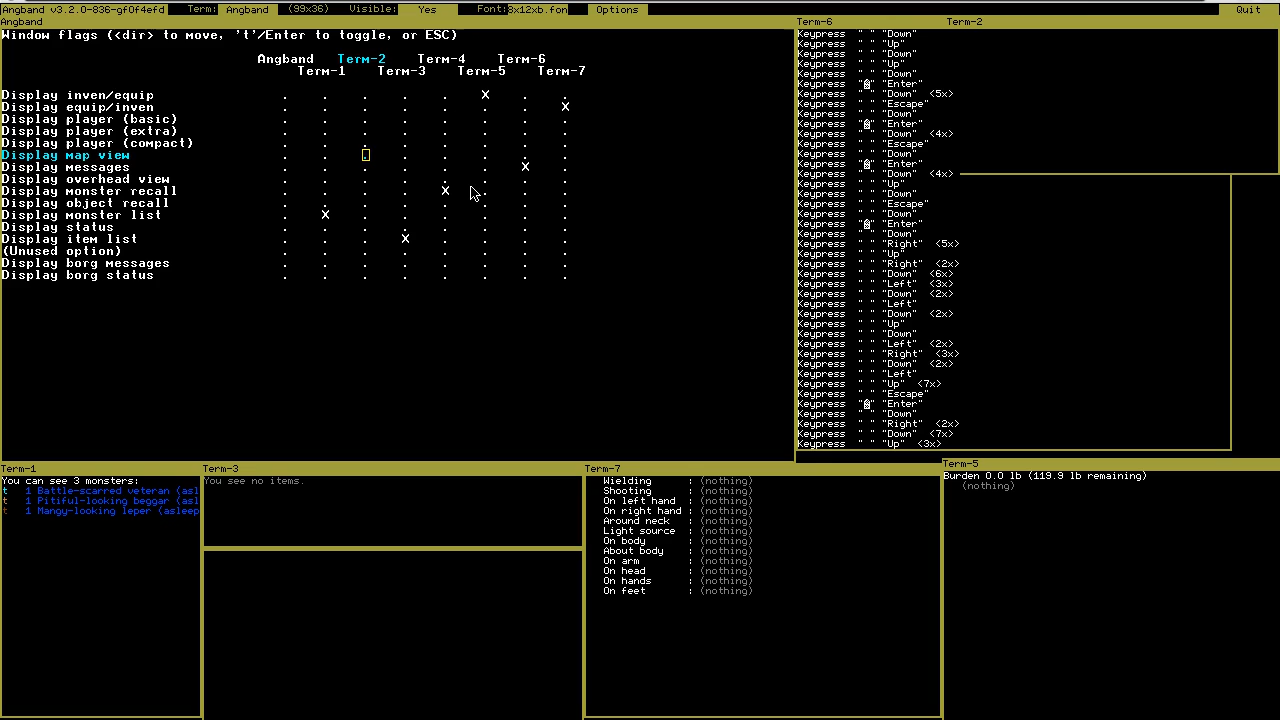 Angband v3.2.0-836-gf0f4efd Term: Angband (99x36) Visible: Yes Font: 8x12xb.fon Options Quit
Angband
Window flags (<dir> to move, 't'/Enter to toggle, or ESC)
Angband Term-2 Term-4 Term-6
Term-1 Term-3 Term-5 Term-7
Display inven/equip . . . . . X . .
Display equip/inven . . . . . . . X
Display player (basic) . . . . . . . .
Display player (extra) . . . . . . . .
Display player (compact) . . . . . . . .
Display map view . . . . . . . .
Display messages . . . . . . X .
Display overhead view . . . . . . . .
Display monster recall . . . . X . . .
Display object recall . . . . . . . .
Display monster list . X . . . . . .
Display status . . . . . . . .
Display item list . . . X . . . .
(Unused option) . . . . . . . .
Display borg messages . . . . . . . .
Display borg status . . . . . . . .
Term-6 Term-2
Keypress " " "Down"
Keypress " " "Up"
Keypress " " "Down"
Keypress " " "Up"
Keypress " " "Down"
Keypress " " "Enter"
Keypress " " "Down" <5x>
Keypress " " "Escape"
Keypress " " "Down"
Keypress " " "Enter"
Keypress " " "Down" <4x>
Keypress " " "Escape"
Keypress " " "Down"
Keypress " " "Enter"
Keypress " " "Down" <4x>
Keypress " " "Up"
Keypress " " "Down"
Keypress " " "Escape"
Keypress " " "Down"
Keypress " " "Enter"
Keypress " " "Down"
Keypress " " "Right" <5x>
Keypress " " "Up"
Keypress " " "Right" <2x>
Keypress " " "Down" <6x>
Keypress " " "Left" <3x>
Keypress " " "Down" <2x>
Keypress " " "Left"
Keypress " " "Down" <2x>
Keypress " " "Up"
Keypress " " "Down"
Keypress " " "Left" <2x>
Keypress " " "Right" <3x>
Keypress " " "Down" <2x>
Keypress " " "Left"
Keypress " " "Up" <7x>
Keypress " " "Escape"
Keypress " " "Enter"
Keypress " " "Down"
Keypress " " "Right" <2x>
Keypress " " "Down" <7x>
Keypress " " "Up" <3x>
Term-1
You can see 3 monsters:
t 1 Battle-scarred veteran (asl
t 1 Pitiful-looking beggar (asl
t 1 Mangy-looking leper (asleep
Term-3
You see no items.
Term-7
Wielding : (nothing)
Shooting : (nothing)
On left hand : (nothing)
On right hand : (nothing)
Around neck : (nothing)
Light source : (nothing)
On body : (nothing)
About body : (nothing)
On arm : (nothing)
On head : (nothing)
On hands : (nothing)
On feet : (nothing)
Term-5
Burden 0.0 lb (119.9 lb remaining)
(nothing)